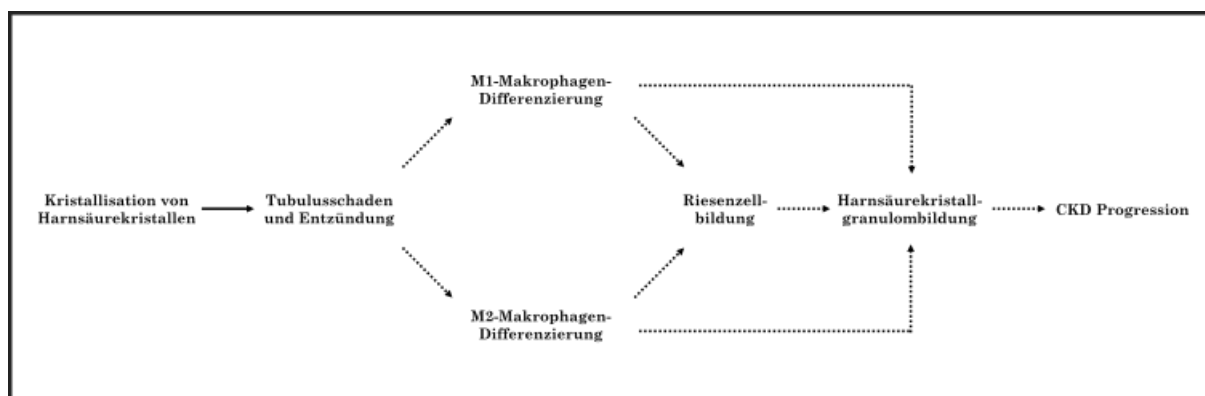 M1-Makrophagen-
Differenzierung
Kristallisation von
Harnsäurekristallen
Tubulusschaden
und Entzündung
Riesenzell-
bildung
Harnsäurekristall-
granulombildung
CKD Progression
M2-Makrophagen-
Differenzierung